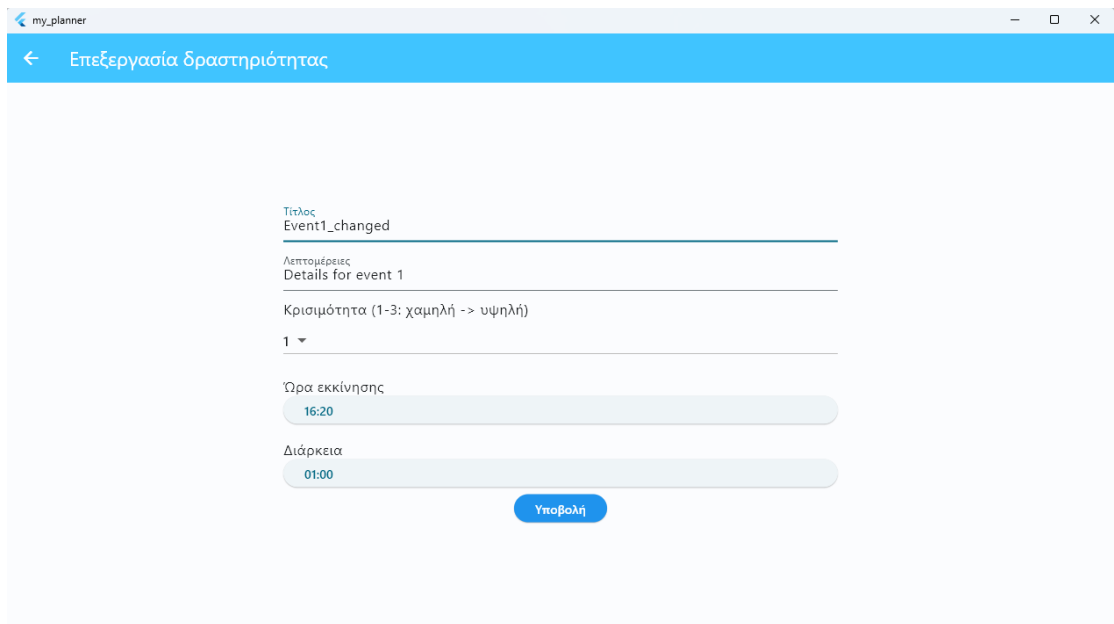 my_planner
Επεξεργασία δραστηριότητας
Τίτλος
Event1_changed
Λεπτομέρειες
Details for event 1
Κρισιμότητα (1-3: χαμηλή -> υψηλή)
1
Ώρα εκκίνησης
16:20
Διάρκεια
01:00
Υποβολή